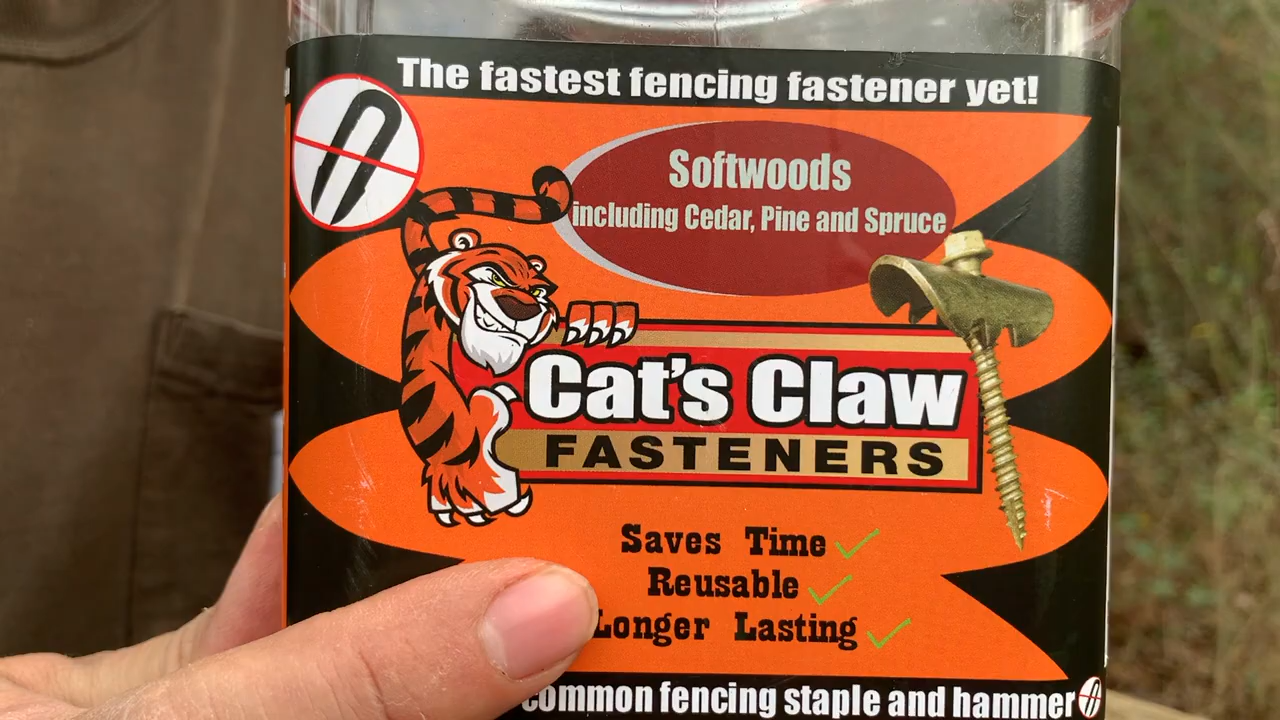 The fastest fencing fastener yet!
Softwoods
including Cedar, Pine and Spruce
Cat's Claw
FASTENERS
Saves Time
Reusable
Longer Lasting
common fencing staple and hammer